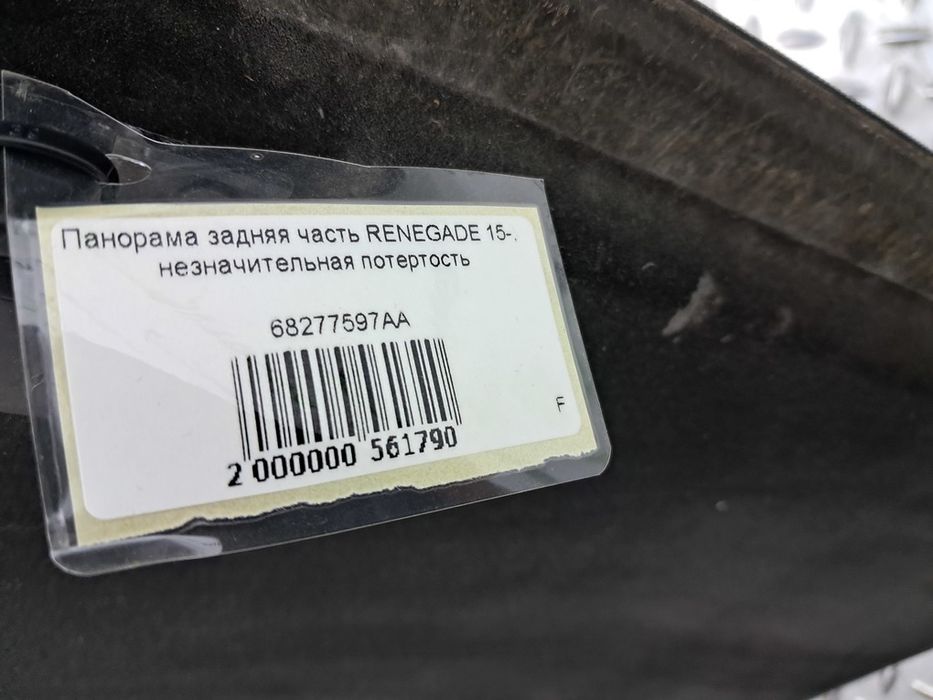 Панорама задняя часть RENEGADE 15-,
незначительная потертость
68277597AA
F
2 000000 561790